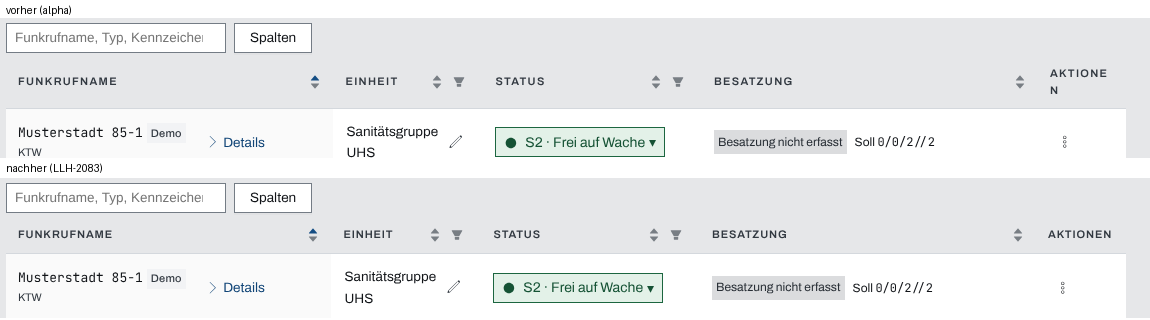 vorher (alpha)
Funkrufname, Typ, Kennzeicher Spalten
FUNKRUFNAME EINHEIT STATUS BESATZUNG AKTIONE
N
Musterstadt 85-1 Demo Details Sanitätsgruppe S2 · Frei auf Wache Besatzung nicht erfasst Soll 0/0/2//2
KTW UHS
nachher (LLH-2083)
Funkrufname, Typ, Kennzeicher Spalten
FUNKRUFNAME EINHEIT STATUS BESATZUNG AKTIONEN
Musterstadt 85-1 Demo Details Sanitätsgruppe S2 · Frei auf Wache Besatzung nicht erfasst Soll 0/0/2//2
KTW UHS